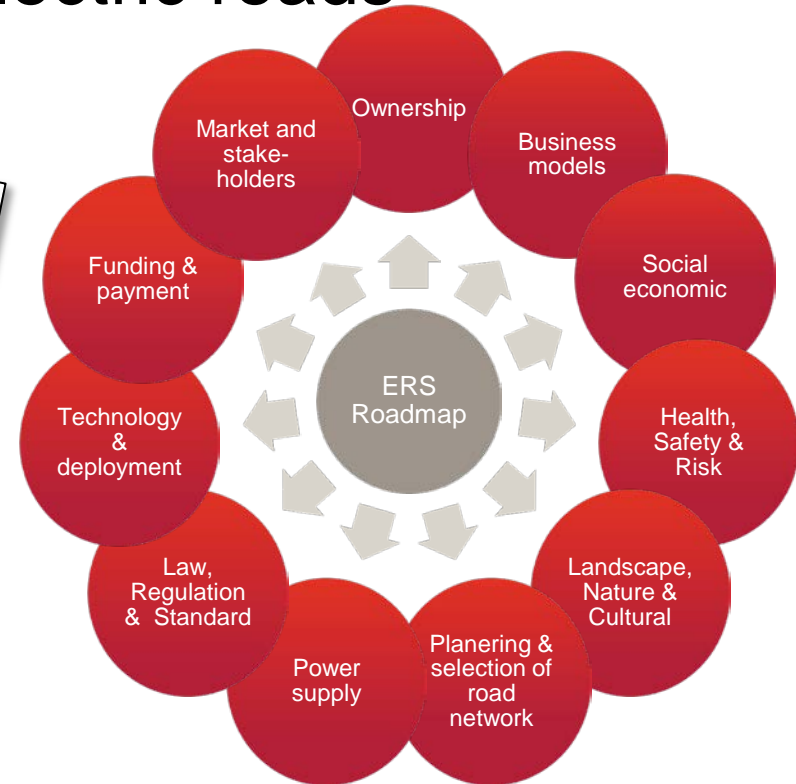 roads
Ownership
Business
models
Social
economic
Health,
Safety &
Risk
Landscape,
Nature &
Cultural
Planering &
selection of
road
network
Power
supply
Law,
Regulation
& Standard
Technology
&
deployment
Funding &
payment
Market and
stake-
holders
ERS
Roadmap